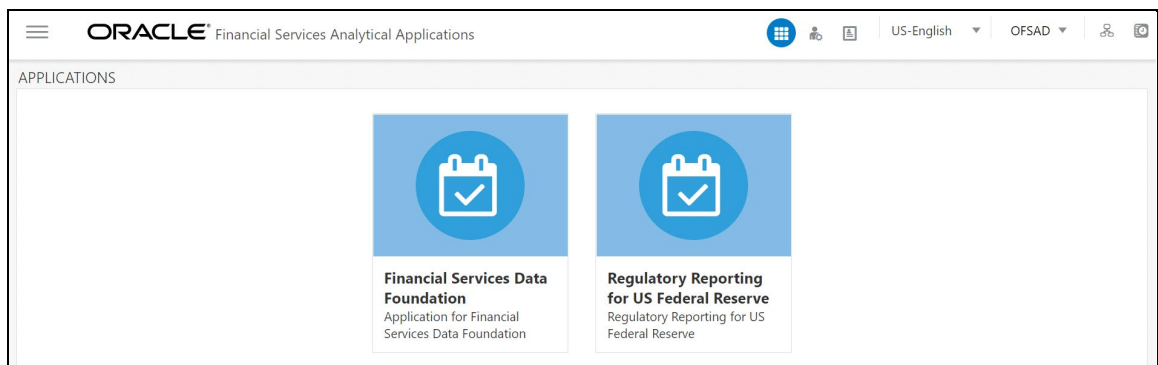 ORACLE® Financial Services Analytical Applications
US-English
OFSAD
APPLICATIONS
Financial Services Data
Foundation
Application for Financial
Services Data Foundation
Regulatory Reporting
for US Federal Reserve
Regulatory Reporting for US
Federal Reserve